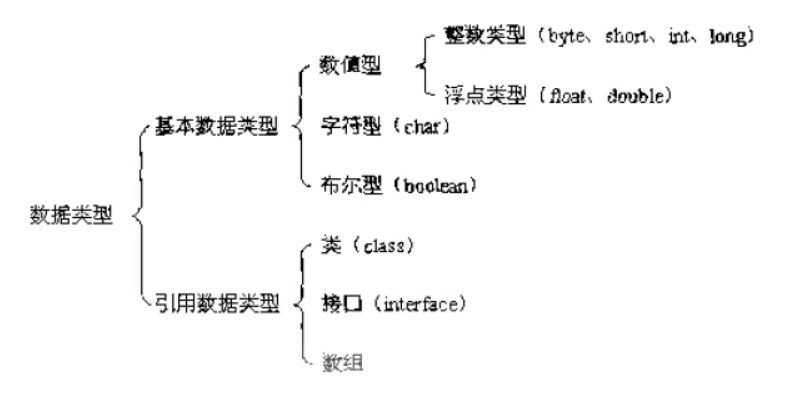 整数类型（byte、short、int、long）
数值型
浮点类型（float、double）
基本数据类型
字符型（char）
布尔型（boolean）
数据类型
类（class）
引用数据类型
接口（interface）
数组